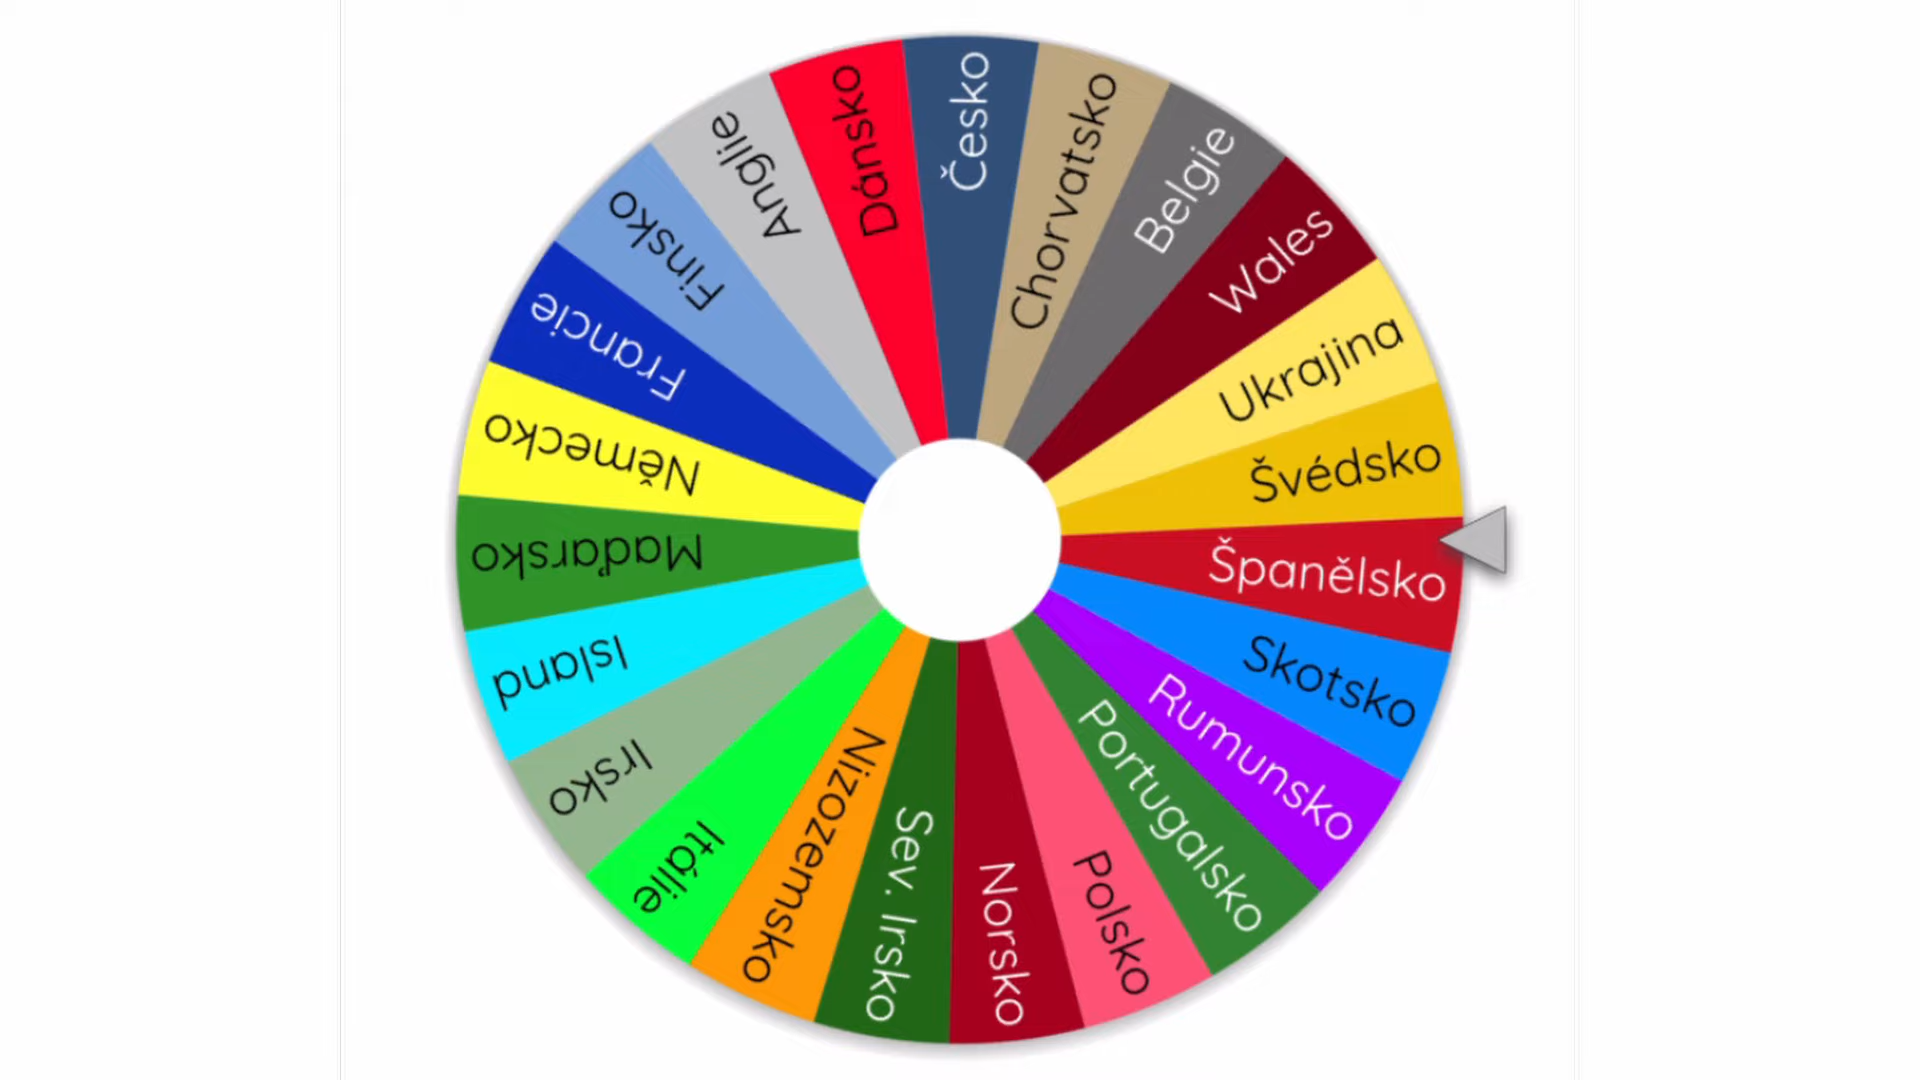 Česko
Chorvatsko
Belgie
Wales
Ukrajina
Švédsko
Španělsko
Skotsko
Rumunsko
Portugalsko
Polsko
Norsko
Sev. Irsko
Nizozemsko
Itálie
Irsko
Island
Maďarsko
Německo
Francie
Finsko
Anglie
Dánsko